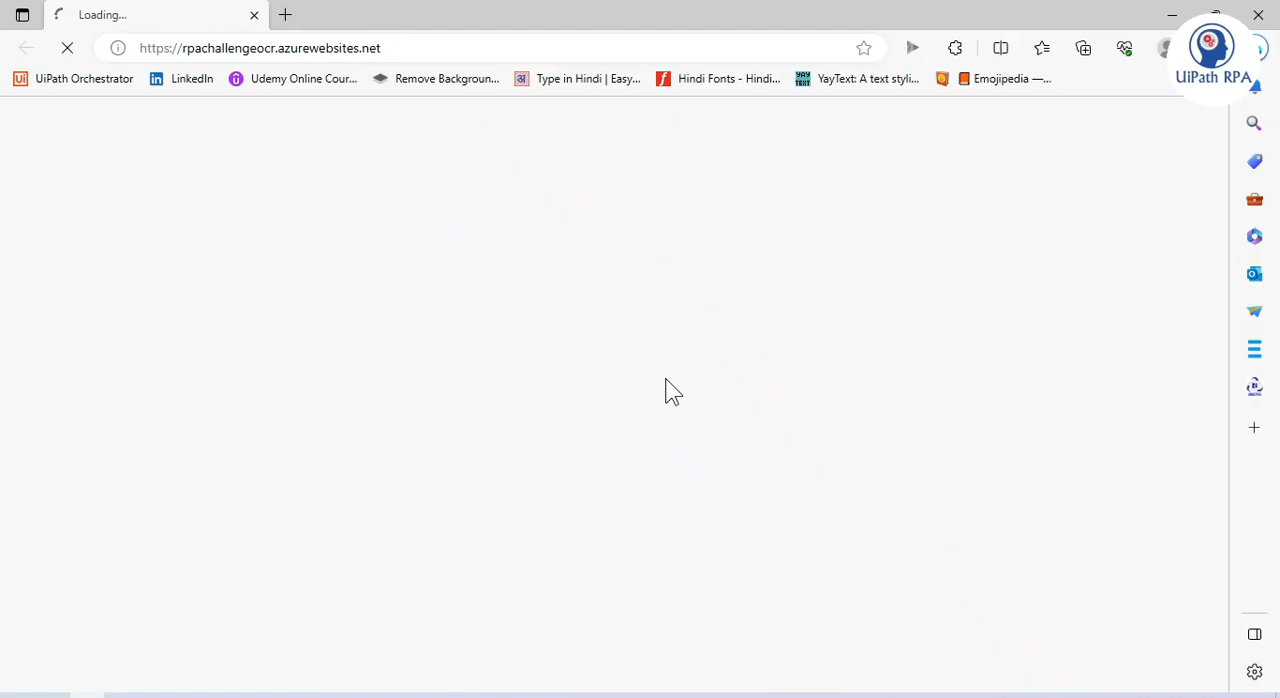 Loading...
https://rpachallengeocr.azurewebsites.net
UiPath Orchestrator LinkedIn Udemy Online Cour... Remove Backgroun... Type in Hindi | Easy... Hindi Fonts - Hindi... YayText: A text styli... Emojipedia —...
UiPath RPA